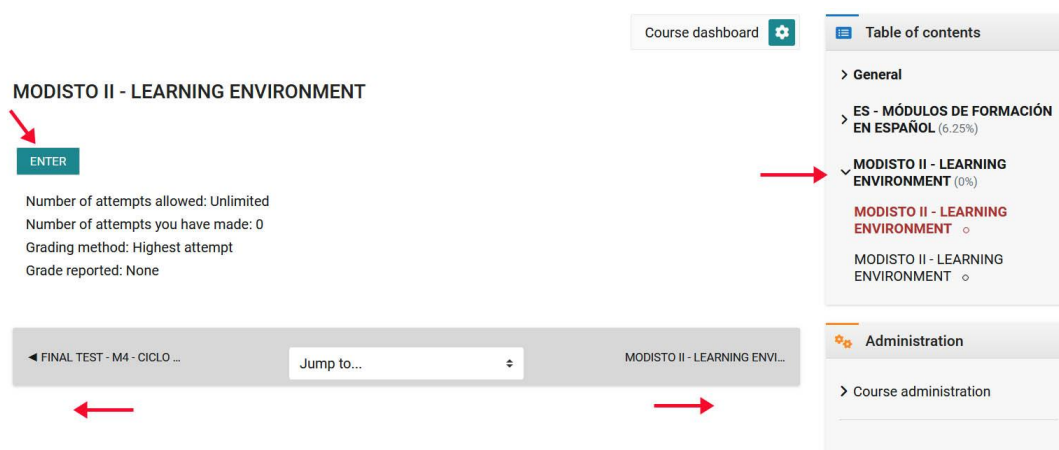 Course dashboard
MODISTO II - LEARNING ENVIRONMENT
ENTER
Number of attempts allowed: Unlimited
Number of attempts you have made: 0
Grading method: Highest attempt
Grade reported: None
◄ FINAL TEST - M4 - CICLO ...
Jump to...
MODISTO II - LEARNING ENVI...
Table of contents
General
ES - MÓDULOS DE FORMACIÓN
EN ESPAÑOL (6.25%)
MODISTO II - LEARNING
ENVIRONMENT (0%)
MODISTO II - LEARNING
ENVIRONMENT
MODISTO II - LEARNING
ENVIRONMENT
Administration
Course administration